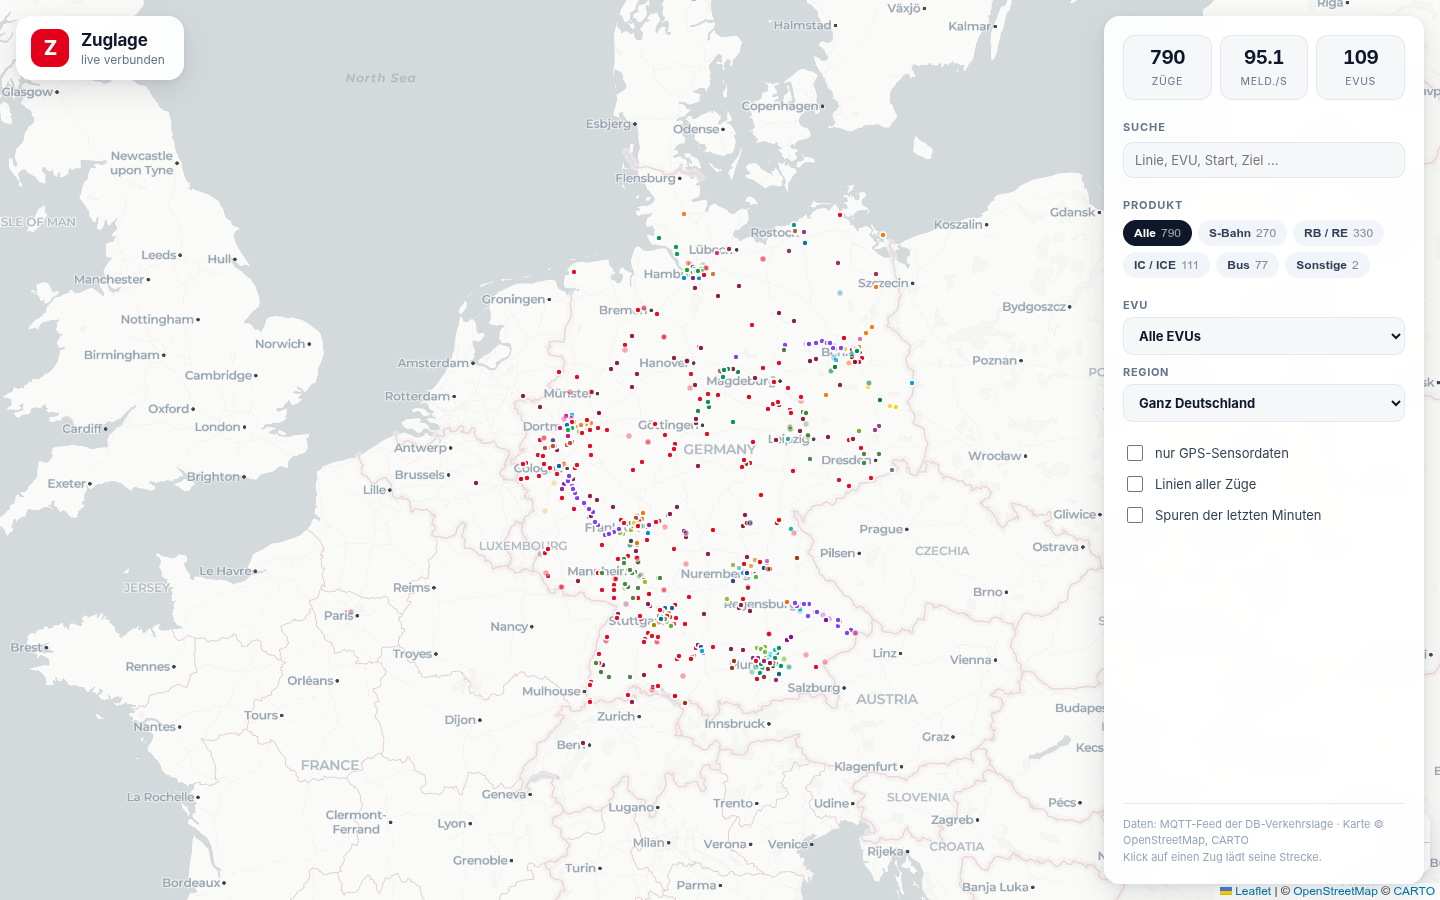 Z
Zuglage
live verbunden
790
ZÜGE
95.1
MELD./S
109
EVUS
SUCHE
Linie, EVU, Start, Ziel ...
PRODUKT
Alle 790
S-Bahn 270
RB / RE 330
IC / ICE 111
Bus 77
Sonstige 2
EVU
Alle EVUs
REGION
Ganz Deutschland
nur GPS-Sensordaten
Linien aller Züge
Spuren der letzten Minuten
Daten: MQTT-Feed der DB-Verkehrslage · Karte ©
OpenStreetMap, CARTO
Klick auf einen Zug lädt seine Strecke.
Leaflet | © OpenStreetMap © CARTO
North Sea
Växjö
Halmstad
Kalmar
Riga
Glasgow
Copenhagen
Esbjerg
Odense
Newcastle
upon Tyne
Flensburg
Gdansk
Koszalin
Rostock
Lübeck
Leeds
Hull
Manchester
Szczecin
Groningen
Bydgoszcz
Nottingham
Norwich
Birmingham
Amsterdam
Hanover
Poznan
Cambridge
Magdeburg
Rotterdam
Münster
Oxford
London
Cardiff
Göttingen
Antwerp
GERMANY
Leipzig
Wrocław
Dresden
Brighton
Brussels
Exeter
Lille
Gliwice
Prague
LUXEMBOURG
Pilsen
CZECHIA
Ostrava
Le Havre
Mannheim
Nuremberg
JERSEY
Reims
Brno
Paris
Regensburg
Nancy
Stuttgart
Brest
Troyes
Linz
Vienna
Rennes
Orléans
Salzburg
Mulhouse
AUSTRIA
Budapes
Tours
Dijon
Zurich
Innsbruck
Nantes
Graz
Bern
Kecs
FRANCE
Klagenfurt
Geneva
La Rochelle
SLOVENIA
Lugano
Trento
Udine
Pécs
Clermont-
Ferrand
Lyon
Zagreb
Milan
Verona
Venice
Rijeka
CROATIA
Grenoble
Turin
Bordeaux
Parma
Banja Luka